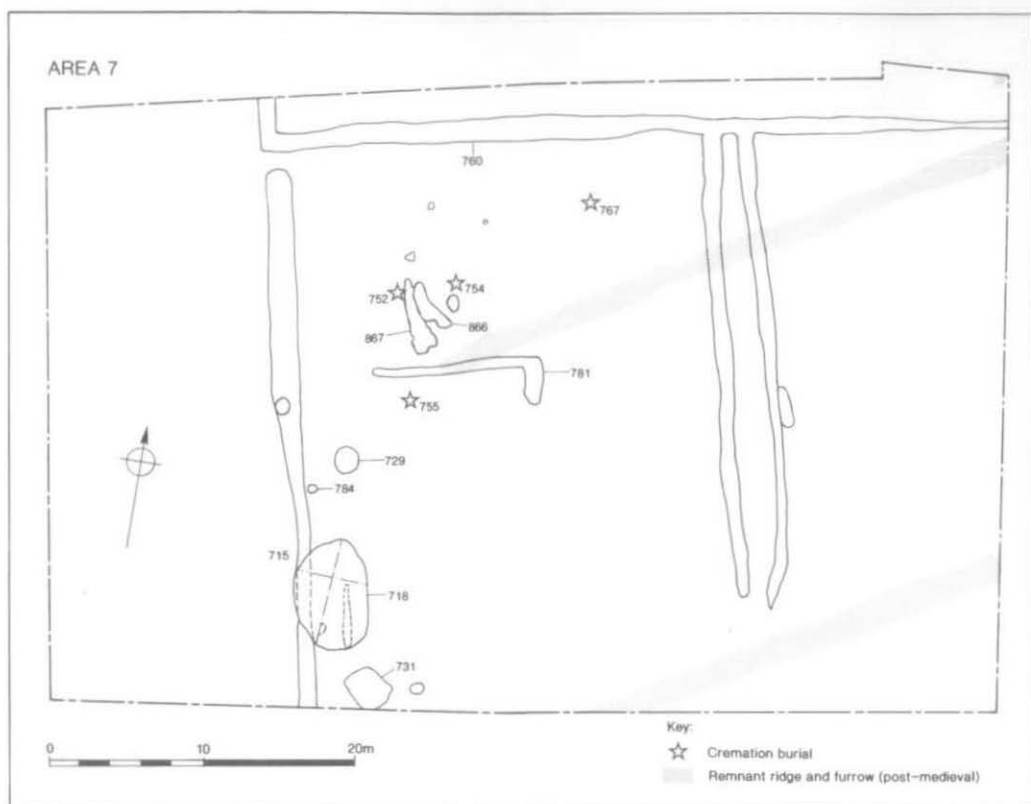 AREA 7
760
767
752
754
866
867
781
755
729
784
715
718
731
0 10 20m
Key:
Cremation burial
Remnant ridge and furrow (post-medieval)